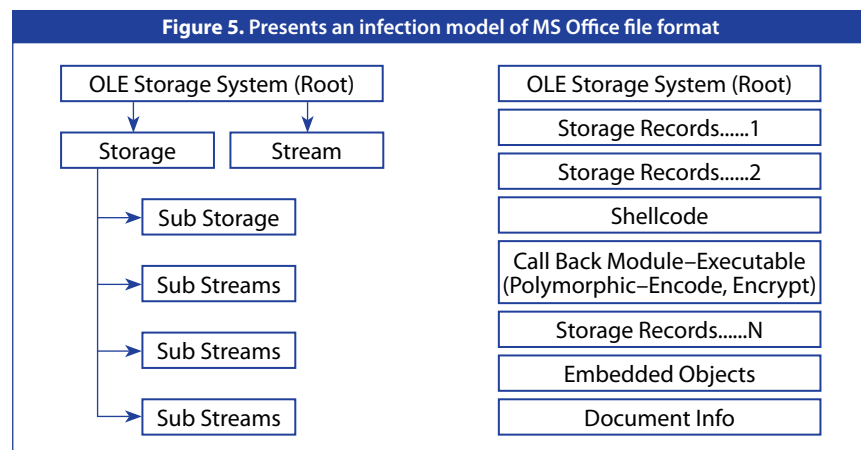 Figure 5. Presents an infection model of MS Office file format
OLE Storage System (Root)
Storage
Stream
Sub Storage
Sub Streams
Sub Streams
Sub Streams
OLE Storage System (Root)
Storage Records......1
Storage Records......2
Shellcode
Call Back Module–Executable
(Polymorphic–Encode, Encrypt)
Storage Records......N
Embedded Objects
Document Info